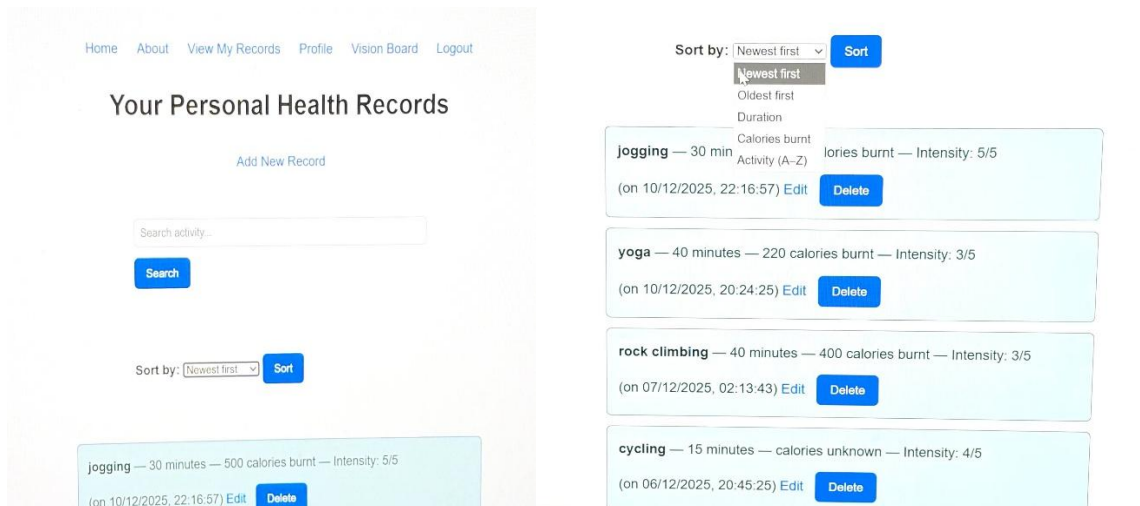 Home About View My Records Profile Vision Board Logout
Your Personal Health Records
Add New Record
Search activity...
Search
Sort by: Newest first Sort
jogging — 30 minutes — 500 calories burnt — Intensity: 5/5
(on 10/12/2025, 22:16:57) Edit Delete
Sort by: Newest first Sort
Newest first
Oldest first
Duration
Calories burnt
Activity (A–Z)
jogging — 30 min lories burnt — Intensity: 5/5
(on 10/12/2025, 22:16:57) Edit Delete
yoga — 40 minutes — 220 calories burnt — Intensity: 3/5
(on 10/12/2025, 20:24:25) Edit Delete
rock climbing — 40 minutes — 400 calories burnt — Intensity: 3/5
(on 07/12/2025, 02:13:43) Edit Delete
cycling — 15 minutes — calories unknown — Intensity: 4/5
(on 06/12/2025, 20:45:25) Edit Delete